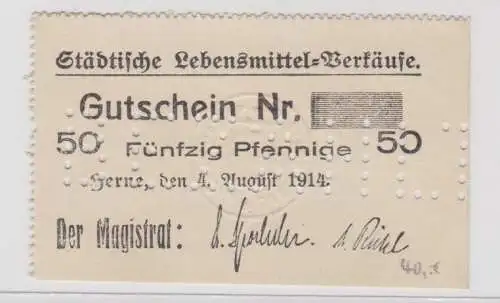 Städtische Lebensmittel=Verkäufe.
Gutschein Nr.
50 Fünfzig Pfennige 50
Herne, den 4. August 1914.
Der Magistrat:
40,-